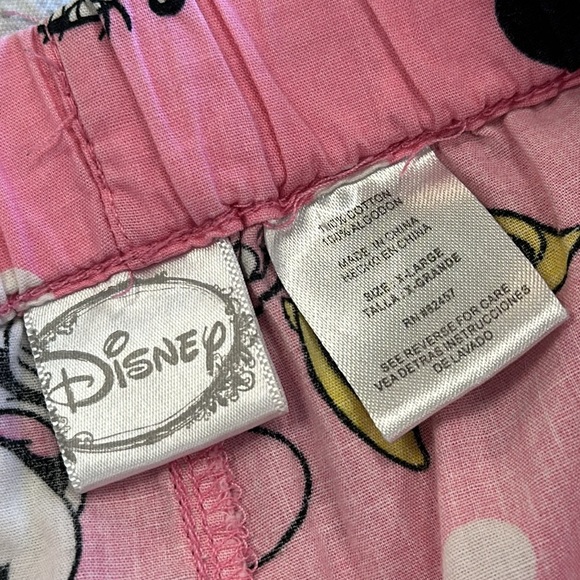 DISNEY
100% COTTON
100% ALGODON
MADE IN CHINA
HECHO EN CHINA
SIZE: X-LARGE
TALLA: X-GRANDE
RN #92457
SEE REVERSE FOR CARE
VEA DETRAS INSTRUCCIONES
DE LAVADO